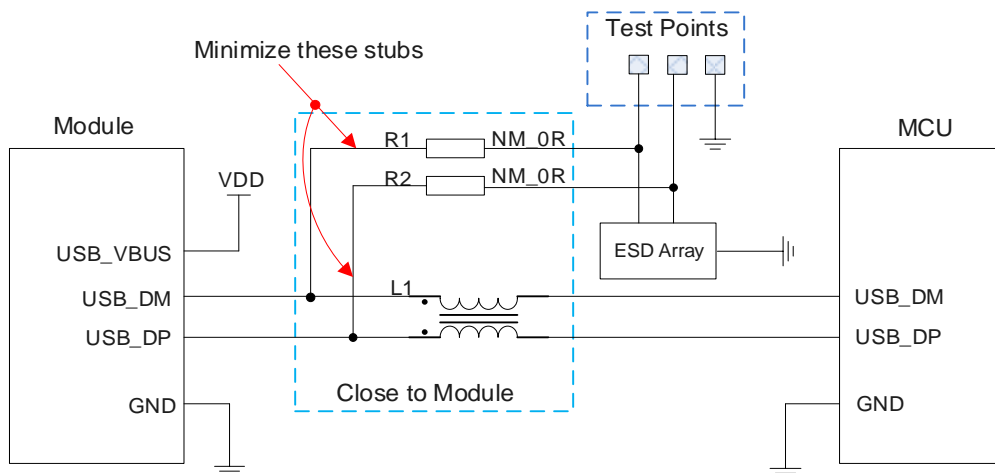 Test Points
Minimize these stubs
Module
MCU
R1
NM_0R
R2
NM_0R
VDD
ESD Array
USB_VBUS
USB_DM
L1
USB_DM
USB_DP
USB_DP
Close to Module
GND
GND